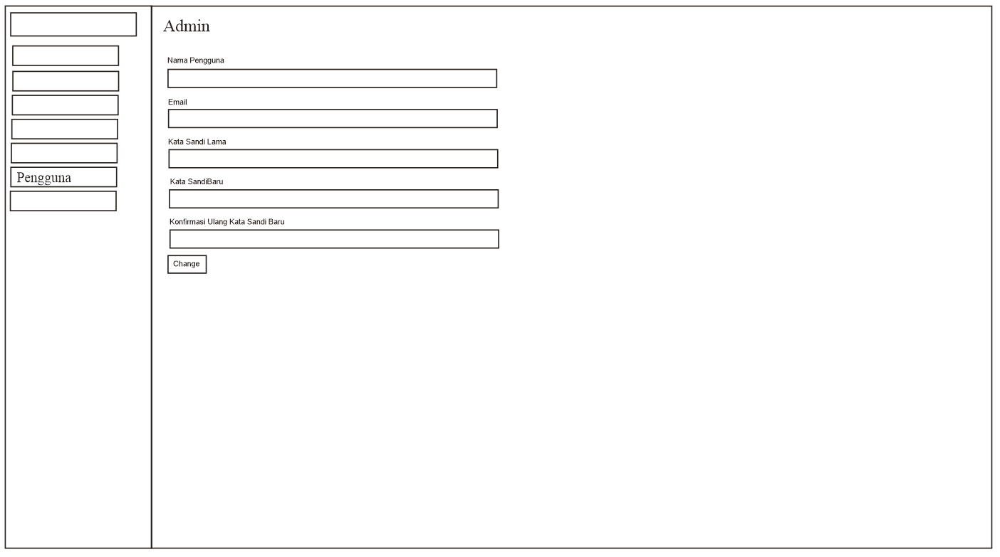 Admin
Nama Pengguna
Email
Kata Sandi Lama
Kata SandiBaru
Pengguna
Konfirmasi Ulang Kata Sandi Baru
Change